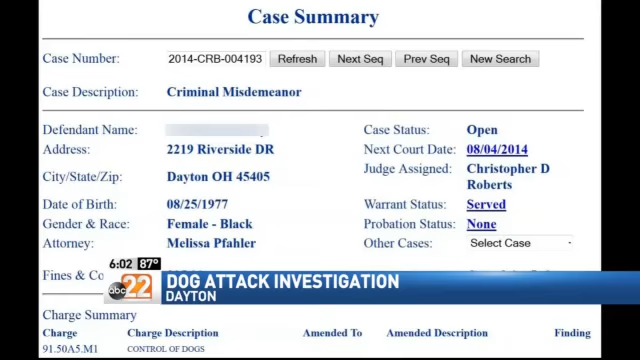 Case Summary
Case Number: 2014-CRB-004193 Refresh Next Seq Prev Seq New Search
Case Description: Criminal Misdemeanor
Defendant Name: Case Status: Open
Address: 2219 Riverside DR Next Court Date: 08/04/2014
City/State/Zip: Dayton OH 45405 Judge Assigned: Christopher D Roberts
Date of Birth: 08/25/1977 Warrant Status: Served
Gender & Race: Female - Black Probation Status: None
Attorney: Melissa Pfahler Other Cases: Select Case
Fines & Co
6:02 87°
abc 22
DOG ATTACK INVESTIGATION
DAYTON
Charge Summary
Charge Charge Description Amended To Amended Description Finding
91.50A5.M1 CONTROL OF DOGS